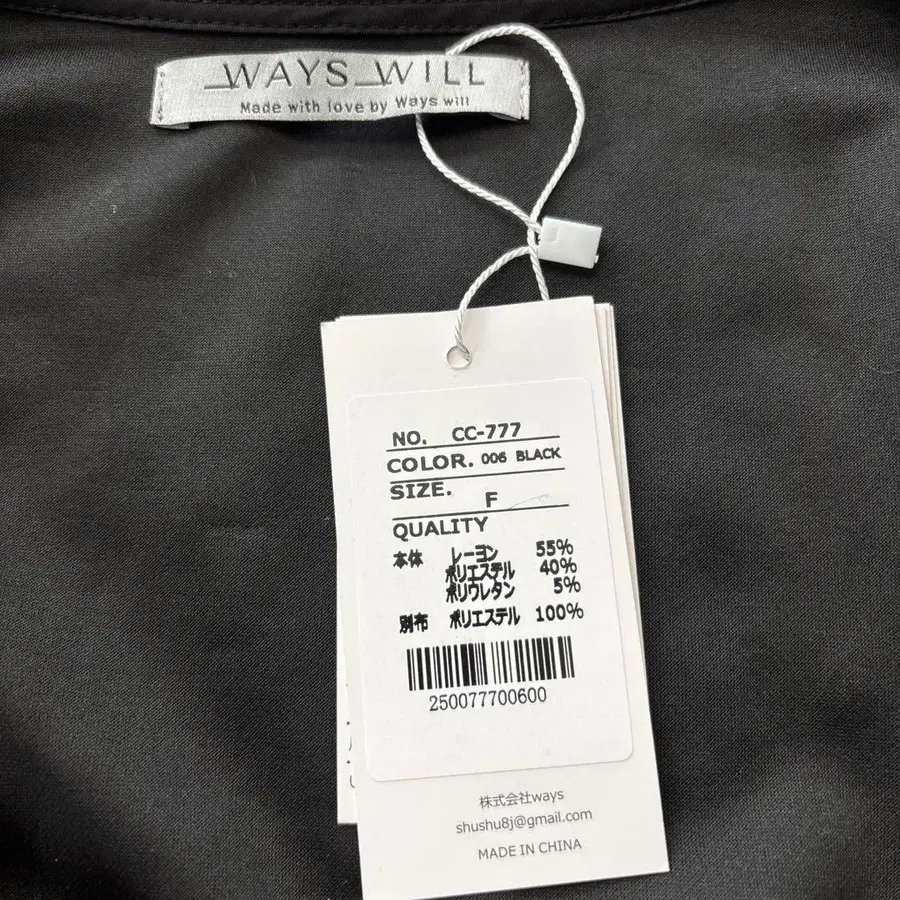 WAYS WILL
Made with love by Ways will
NO. CC-777
COLOR. 006 BLACK
SIZE. F
QUALITY
本体 レーヨン 55%
ポリエステル 40%
ポリウレタン 5%
別布 ポリエステル 100%
250077700600
株式会社ways
shushu8j@gmail.com
MADE IN CHINA